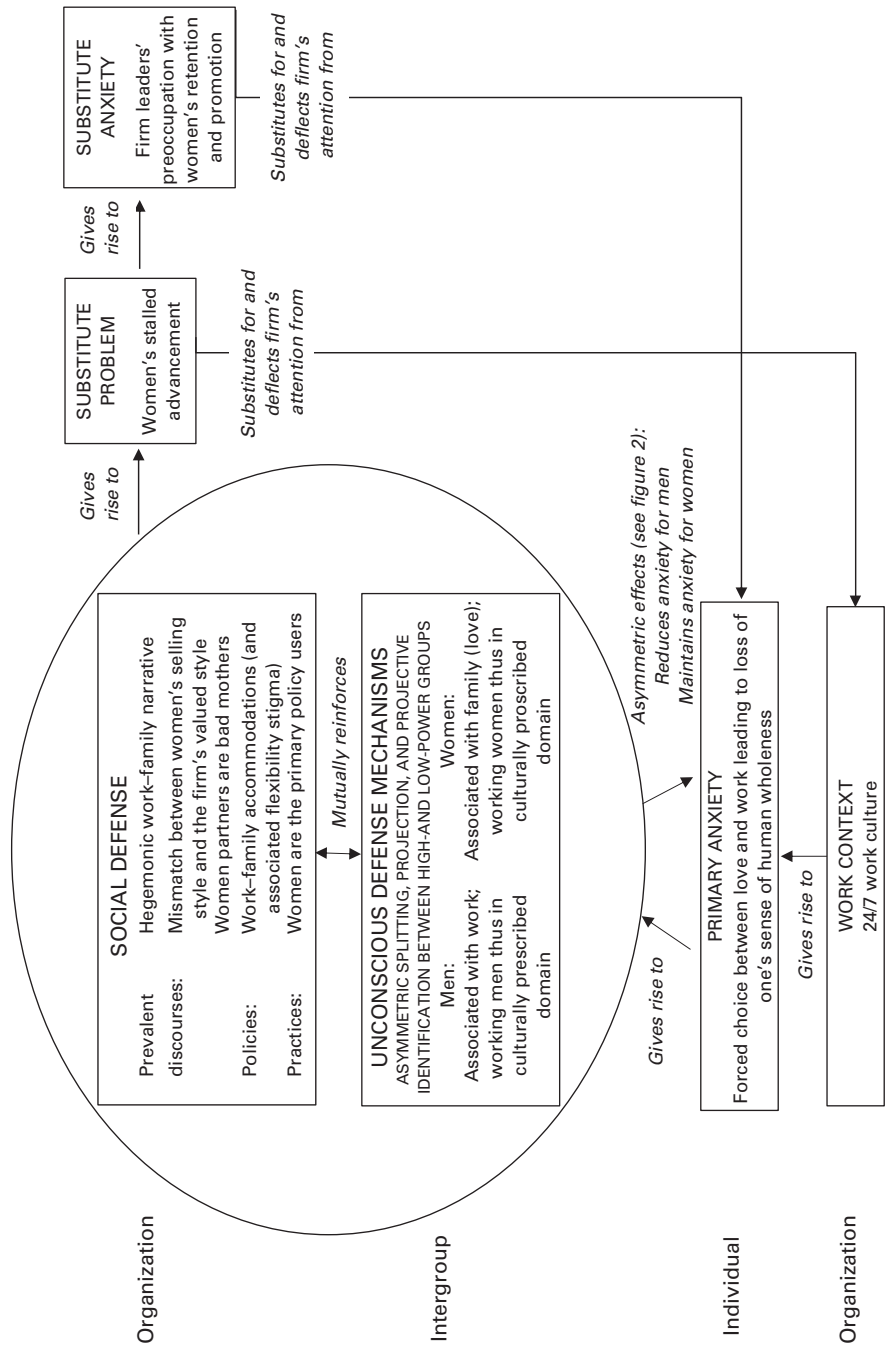 Organization
SOCIAL DEFENSE
Prevalent
discourses:
Hegemonic work–family narrative
Mismatch between women's selling
style and the firm's valued style
Women partners are bad mothers
Policies:
Work–family accommodations (and
associated flexibility stigma)
Practices:
Women are the primary policy users
Gives
rise to
SUBSTITUTE
PROBLEM
Women's stalled
advancement
Gives
rise to
SUBSTITUTE
ANXIETY
Firm leaders'
preoccupation with
women's retention
and promotion
Mutually reinforces
Substitutes for and
deflects firm's
attention from
Substitutes for and
deflects firm's
attention from
Intergroup
UNCONSCIOUS DEFENSE MECHANISMS
ASYMMETRIC SPLITTING, PROJECTION, AND PROJECTIVE
IDENTIFICATION BETWEEN HIGH-AND LOW-POWER GROUPS
Men:
Associated with work;
working men thus in
culturally prescribed
domain
Women:
Associated with family (love);
working women thus in
culturally proscribed
domain
Gives rise to
Asymmetric effects (see figure 2):
Reduces anxiety for men
Maintains anxiety for women
Individual
PRIMARY ANXIETY
Forced choice between love and work leading to loss of
one's sense of human wholeness
Gives rise to
Organization
WORK CONTEXT
24/7 work culture